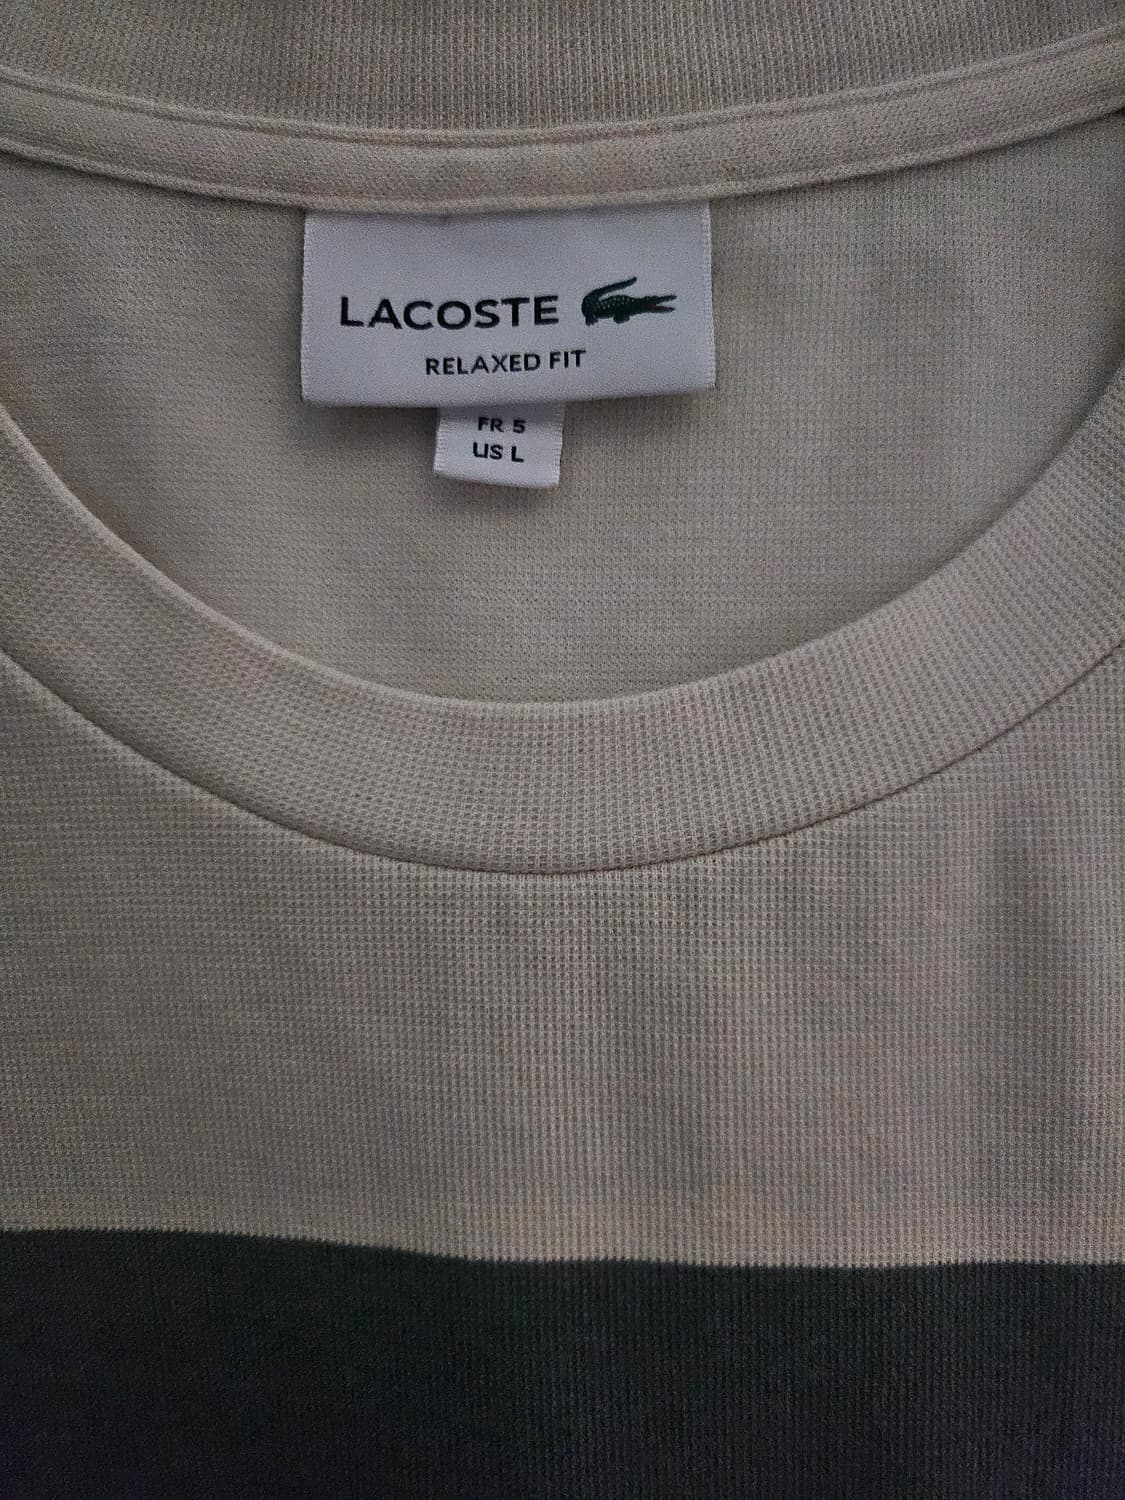 LACOSTE
RELAXED FIT
FR 5
US L